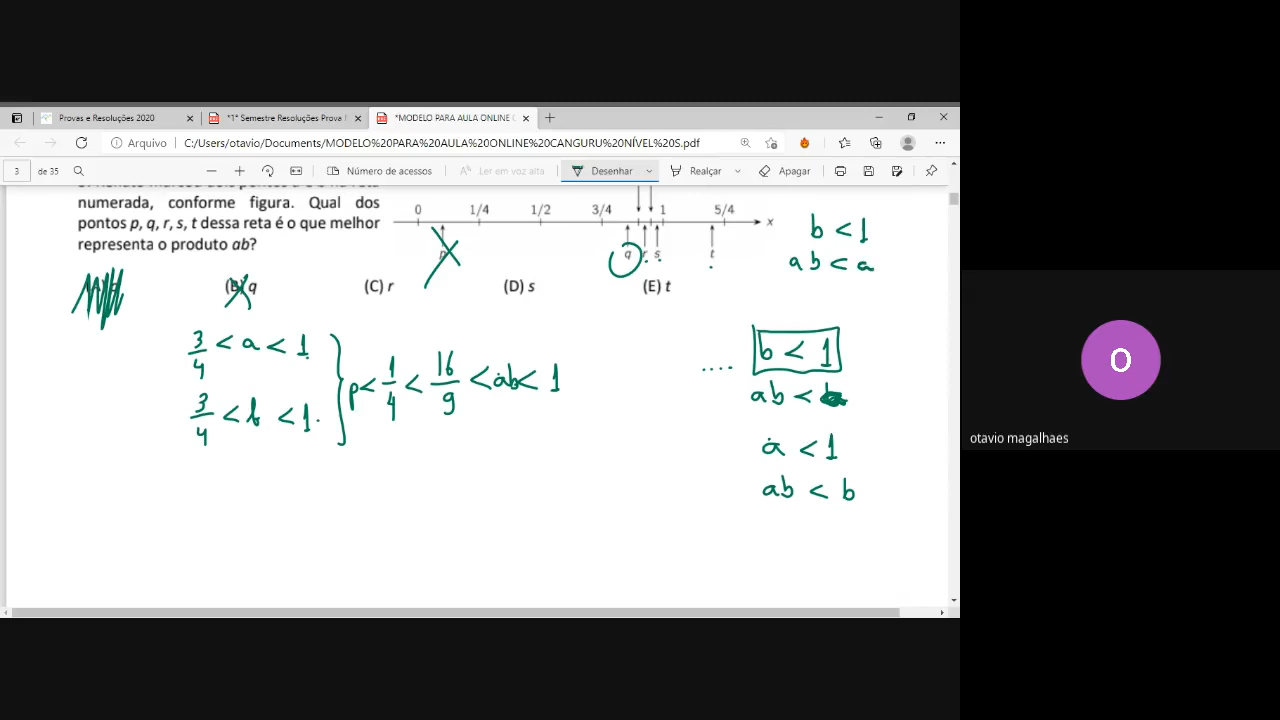 Provas e Resoluções 2020
*1° Semestre Resoluções Prova
*MODELO PARA AULA ONLINE C
Arquivo
C:/Users/otavio/Documents/MODELO%20PARA%20AULA%20ONLINE%20CANGURU%20NÍVEL%20S.pdf
3 de 35
Número de acessos
Ler em voz alta
Desenhar
Realçar
Apagar
numerada, conforme figura. Qual dos
pontos p, q, r, s, t dessa reta é o que melhor
representa o produto ab?
0 1/4 1/2 3/4 1 5/4 x
p q r s t
(B) q (C) r (D) s (E) t
b < 1
ab < a
3/4 < a < 1
3/4 < b < 1.
p < 1/4 < 16/9 < ab < 1
.... b < 1
ab <
a < 1
ab < b
O
otavio magalhaes